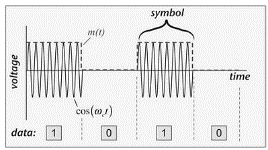 symbol
m(t)
voltage
time
cos(ω_c t)
data: 1 0 1 0